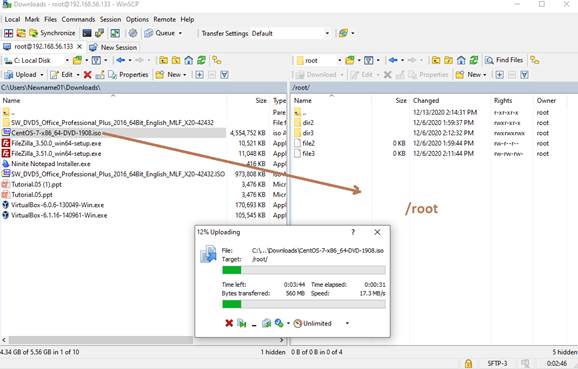 Downloads - root@192.168.56.133 - WinSCP
Local Mark Files Commands Session Options Remote Help
Synchronize Queue Transfer Settings Default
root@192.168.56.133 New Session
C: Local Disk root Find Files
Upload Edit Properties New Download Edit Properties New
C:\Users\Newname01\Downloads\ /root/
Name Size Type Name Size Changed Rights Owner
.. .. 12/13/2020 2:14:31 PM r-xr-xr-x root
SW_DVD5_Office_Professional_Plus_2016_64Bit_English_MLF_X20-42432 dir2 12/6/2020 1:59:37 PM rwxr-xr-x root
CentOS-7-x86_64-DVD-1908.iso 4,554,752 KB iso A dir3 12/6/2020 2:12:32 PM rwxrwxrwx root
FileZilla_3.50.0_win64-setup.exe 10,521 KB Appl file2 0 KB 12/6/2020 1:59:44 PM rw-r--r-- root
FileZilla_3.51.0_win64-setup.exe 11,048 KB Appl file3 0 KB 12/6/2020 2:11:44 PM rw-rw-rw- root
Ninite Notepad Installer.exe 416 KB Appl
SW_DVD5_Office_Professional_Plus_2016_64Bit_English_MLF_X20-42432.ISO 973,808 KB iso A
Tutorial.05 (1).ppt 3,476 KB Micr
Tutorial.05.ppt 3,476 KB Micr
VirtualBox-6.0.6-130049-Win.exe 170,693 KB Appl
VirtualBox-6.1.16-140961-Win.exe 105,545 KB Appl
/root
12% Uploading ?
File: C:\...\Downloads\CentOS-7-x86_64-DVD-1908.iso
Target: /root/
Time left: 0:03:44 Time elapsed: 0:00:31
Bytes transferred: 560 MB Speed: 17.3 MB/s
Unlimited
4.34 GB of 5.56 GB in 1 of 10 1 hidden 0 B of 0 B in 0 of 4 5 hidden
SFTP-3 0:02:46